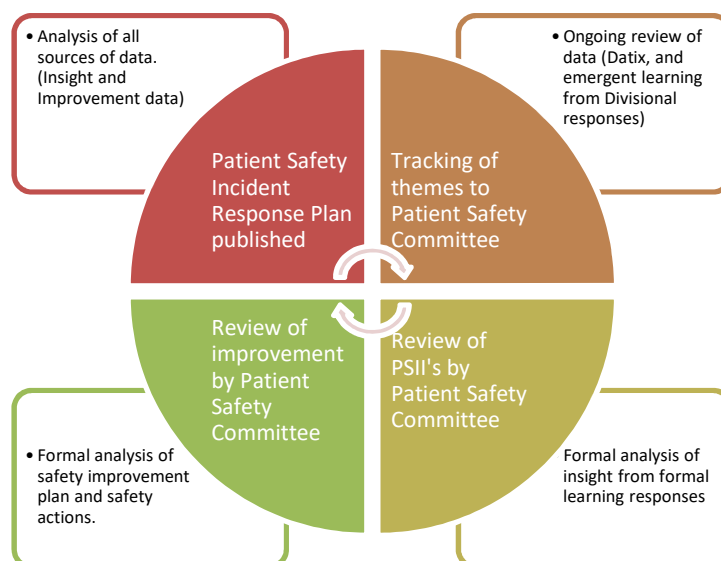 • Analysis of all
sources of data.
(Insight and
Improvement data)
• Ongoing review of
data (Datix, and
emergent learning
from Divisional
responses)
Patient Safety
Incident
Response Plan
published
Tracking of
themes to
Patient Safety
Committee
Review of
improvement
by Patient
Safety
Committee
Review of
PSII's by
Patient Safety
Committee
• Formal analysis of
safety improvement
plan and safety
actions.
Formal analysis of
insight from formal
learning responses